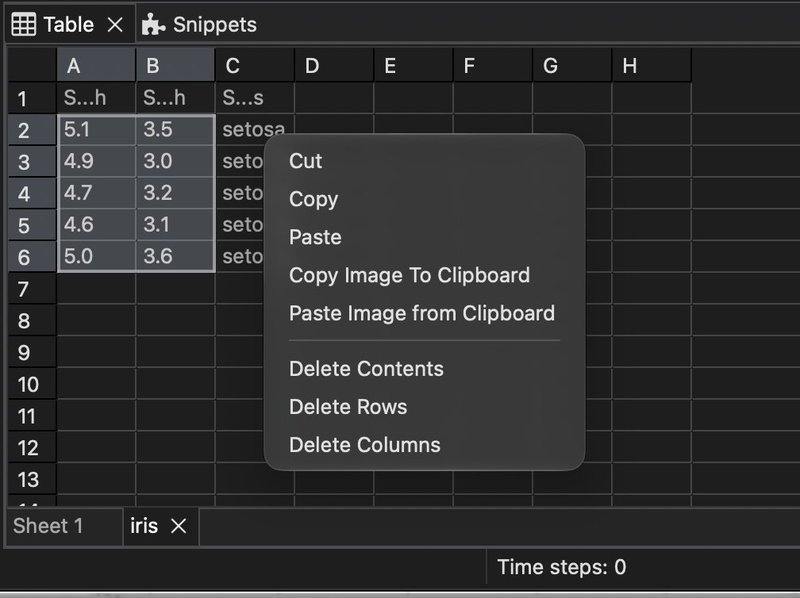 Table Snippets
A B C D E F G H
1 S...h S...h S...s
2 5.1 3.5 setosa
3 4.9 3.0 seto
4 4.7 3.2 seto
5 4.6 3.1 seto
6 5.0 3.6 seto
7
8
9
10
11
12
13
Cut
Copy
Paste
Copy Image To Clipboard
Paste Image from Clipboard
Delete Contents
Delete Rows
Delete Columns
Sheet 1 iris
Time steps: 0